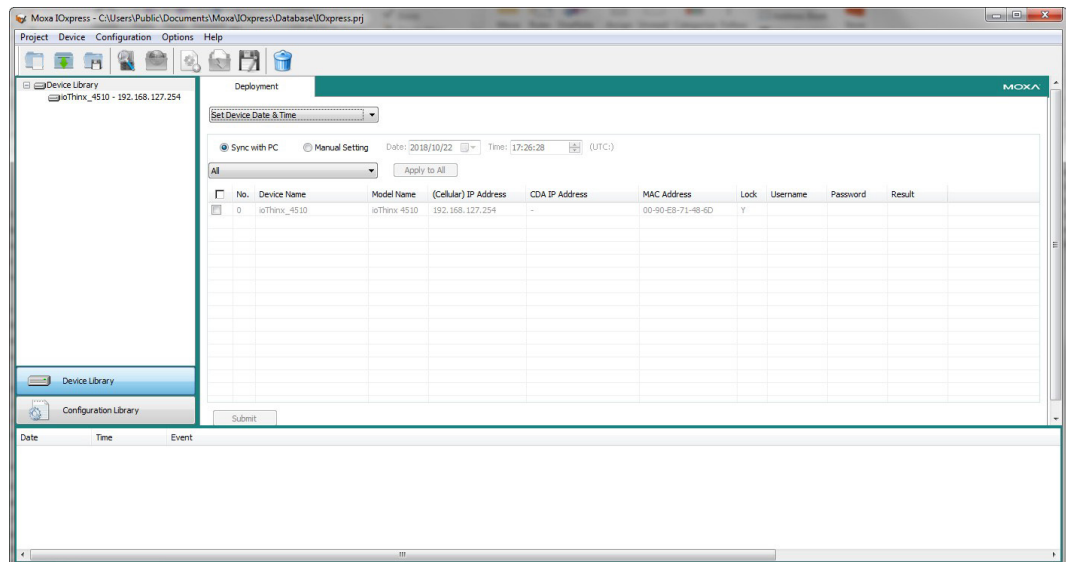 Moxa IOxpress - C:\Users\Public\Documents\Moxa\IOxpress\Database\IOxpress.prj
Project Device Configuration Options Help
Device Library
ioThinx_4510 - 192.168.127.254
Deployment
MOXA
Set Device Date & Time
Sync with PC Manual Setting Date: 2018/10/22 Time: 17:26:28 (UTC:)
All Apply to All
No. Device Name Model Name (Cellular) IP Address CDA IP Address MAC Address Lock Username Password Result
0 ioThinx_4510 ioThinx 4510 192.168.127.254 - 00-90-E8-71-48-6D Y
Device Library
Configuration Library
Submit
Date Time Event